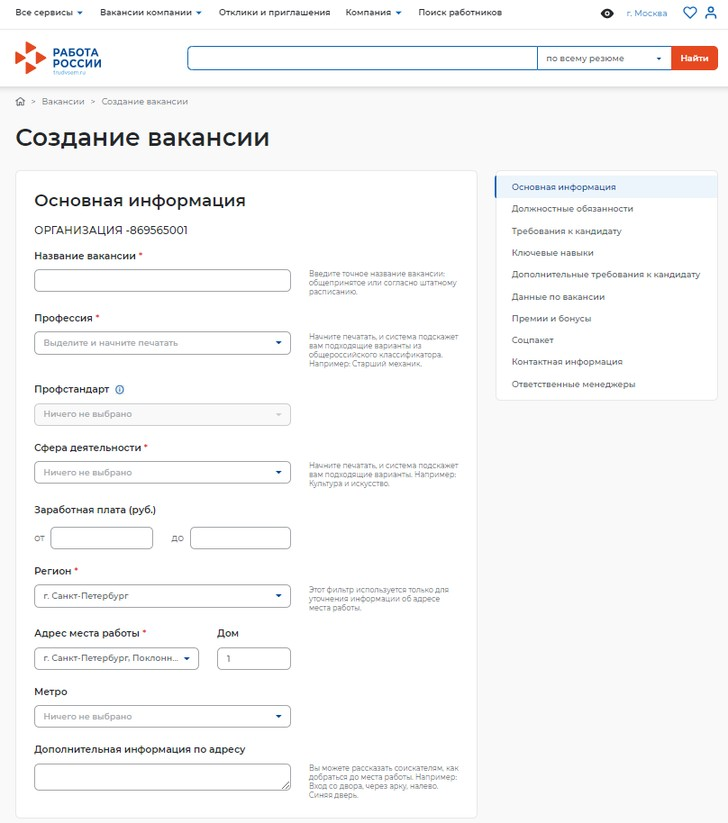 Все сервисы Вакансии компании Отклики и приглашения Компания Поиск работников г. Москва
РАБОТА
РОССИИ
trudvsem.ru
по всему резюме Найти
> Вакансии > Создание вакансии
Создание вакансии
Основная информация
ОРГАНИЗАЦИЯ -869565001
Название вакансии *
Введите точное название вакансии:
общепринятое или согласно штатному
расписанию.
Профессия *
Выделите и начните печатать
Начните печатать, и система подскажет
вам подходящие варианты из
общероссийского классификатора.
Например: Старший механик.
Профстандарт
Ничего не выбрано
Сфера деятельности *
Ничего не выбрано
Начните печатать, и система подскажет
вам подходящие варианты. Например:
Культура и искусство.
Заработная плата (руб.)
от до
Регион *
г. Санкт-Петербург
Этот фильтр используется только для
уточнения информации об адресе
места работы.
Адрес места работы * Дом
г. Санкт-Петербург, Поклонн... 1
Метро
Ничего не выбрано
Дополнительная информация по адресу
Вы можете рассказать соискателям, как
добраться до места работы. Например:
Вход со двора, через арку, налево.
Синяя дверь.
Основная информация
Должностные обязанности
Требования к кандидату
Ключевые навыки
Дополнительные требования к кандидату
Данные по вакансии
Премии и бонусы
Соцпакет
Контактная информация
Ответственные менеджеры